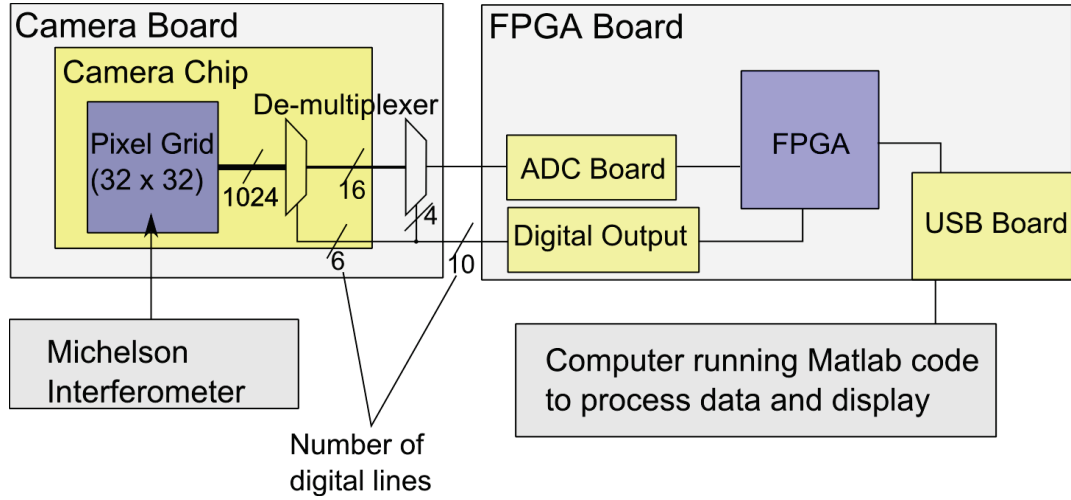 Camera Board
Camera Chip
De-multiplexer
Pixel Grid
(32 x 32)
1024
16
4
6
10
FPGA Board
ADC Board
FPGA
Digital Output
USB Board
Michelson
Interferometer
Number of
digital lines
Computer running Matlab code
to process data and display